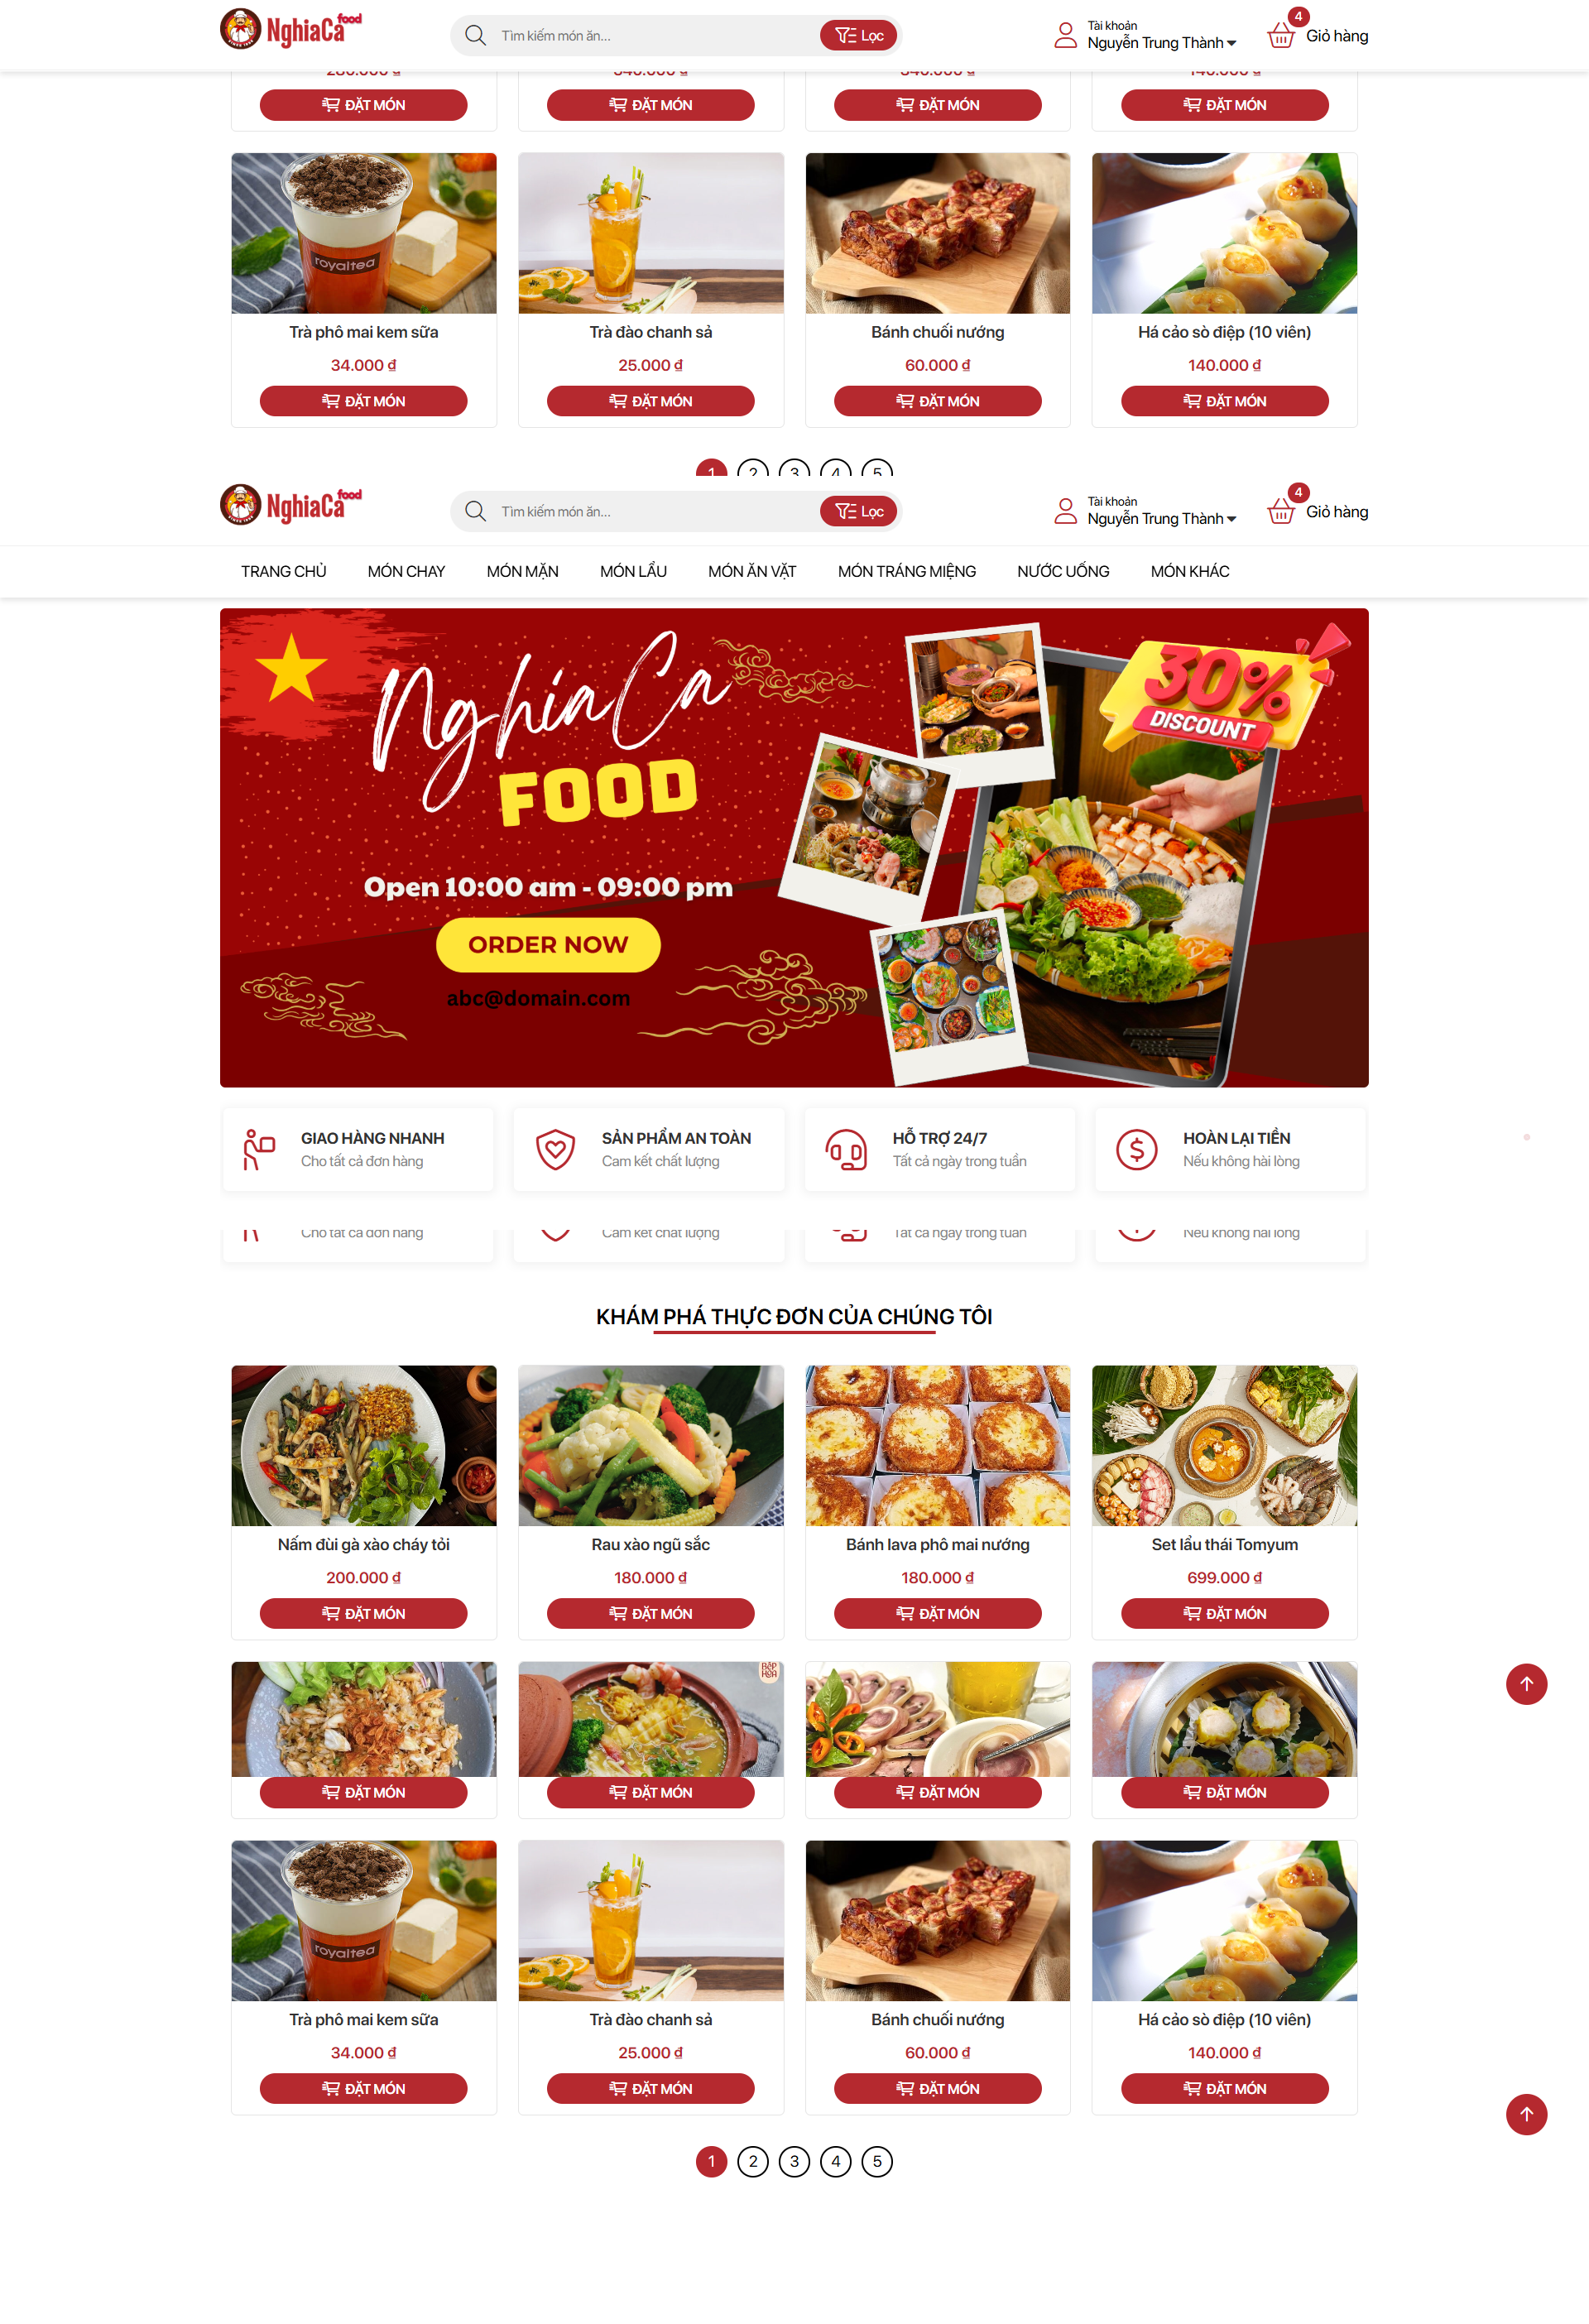 NghiaCa food
Tìm kiếm món ăn...
Lọc
Tài khoản
Nguyễn Trung Thành
4
Giỏ hàng
ĐẶT MÓN ĐẶT MÓN ĐẶT MÓN ĐẶT MÓN
royaltea
Trà phô mai kem sữa Trà đào chanh sả Bánh chuối nướng Há cảo sò điệp (10 viên)
34.000 ₫ 25.000 ₫ 60.000 ₫ 140.000 ₫
ĐẶT MÓN ĐẶT MÓN ĐẶT MÓN ĐẶT MÓN
1 2 3 4 5
NghiaCa food
Tìm kiếm món ăn...
Lọc
Tài khoản
Nguyễn Trung Thành
4
Giỏ hàng
TRANG CHỦ MÓN CHAY MÓN MẶN MÓN LẨU MÓN ĂN VẶT MÓN TRÁNG MIỆNG NƯỚC UỐNG MÓN KHÁC
NghiaCa
FOOD
30%
DISCOUNT
Open 10:00 am - 09:00 pm
ORDER NOW
abc@domain.com
GIAO HÀNG NHANH SẢN PHẨM AN TOÀN HỖ TRỢ 24/7 HOÀN LẠI TIỀN
Cho tất cả đơn hàng Cam kết chất lượng Tất cả ngày trong tuần Nếu không hài lòng
Cho tất cả đơn hàng Cam kết chất lượng Tất cả ngày trong tuần Nếu không hài lòng
KHÁM PHÁ THỰC ĐƠN CỦA CHÚNG TÔI
Nấm đùi gà xào cháy tỏi Rau xào ngũ sắc Bánh lava phô mai nướng Set lẩu thái Tomyum
200.000 ₫ 180.000 ₫ 180.000 ₫ 699.000 ₫
ĐẶT MÓN ĐẶT MÓN ĐẶT MÓN ĐẶT MÓN
BẾP HOA
ĐẶT MÓN ĐẶT MÓN ĐẶT MÓN ĐẶT MÓN
royaltea
Trà phô mai kem sữa Trà đào chanh sả Bánh chuối nướng Há cảo sò điệp (10 viên)
34.000 ₫ 25.000 ₫ 60.000 ₫ 140.000 ₫
ĐẶT MÓN ĐẶT MÓN ĐẶT MÓN ĐẶT MÓN
1 2 3 4 5